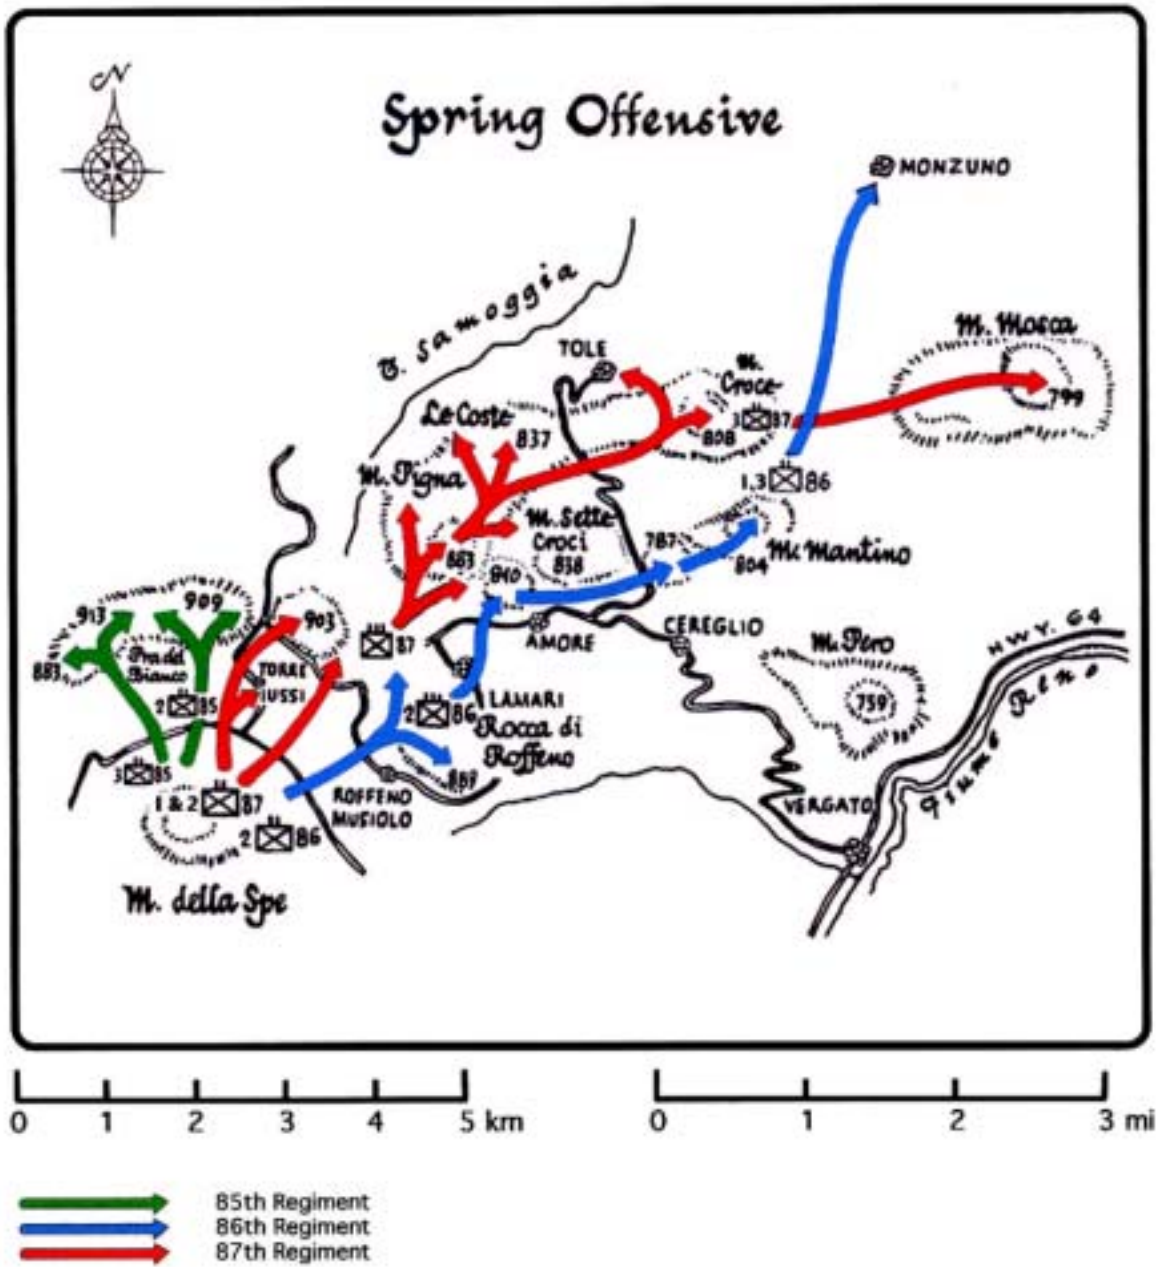 N
Spring Offensive
MONZUNO
M. Mosca
799
T. Samoggia
TOLE
M. Croce
808
3 87
Le Coste
837
1,3 86
M. Pigna
M. Sette Croci
838
883
840
787
804
M. Mantino
913
909
903
883
Pra del Bianco
TORRE IUSSI
2 85
87
AMORE
CEREGLIO
M. Pero
759
HWY. 64
Fiume Reno
LAMARI
2 86
Rocca di Roffeno
869
3 85
1 & 2 87
ROFFENO MUSIOLO
VERGATO
2 86
M. della Spe
0 1 2 3 4 5 km
0 1 2 3 mi
85th Regiment
86th Regiment
87th Regiment